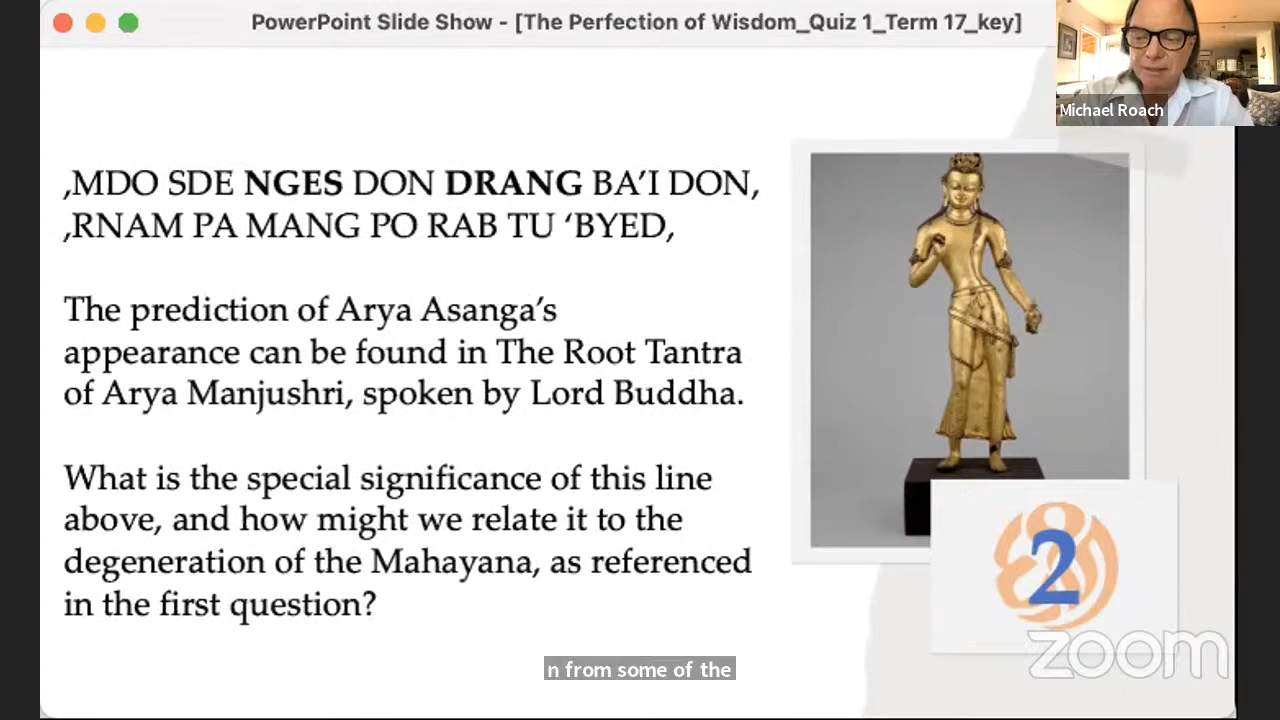 PowerPoint Slide Show - [The Perfection of Wisdom_Quiz 1_Term 17_key]
Michael Roach
,MDO SDE NGES DON DRANG BA’I DON,
,RNAM PA MANG PO RAB TU ‘BYED,
The prediction of Arya Asanga’s
appearance can be found in The Root Tantra
of Arya Manjushri, spoken by Lord Buddha.
What is the special significance of this line
above, and how might we relate it to the
degeneration of the Mahayana, as referenced
in the first question?
2
zoom
n from some of the